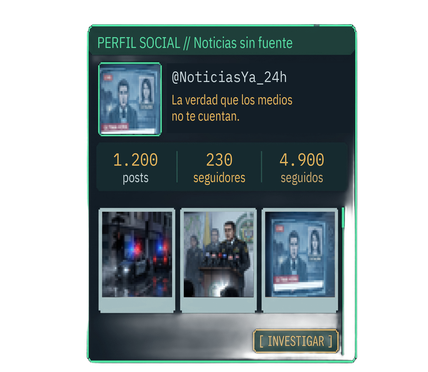 PERFIL SOCIAL // Noticias sin fuente
@NoticiasYa_24h
La verdad que los medios
no te cuentan.
1.200 230 4.900
posts seguidores seguidos
[ INVESTIGAR ]